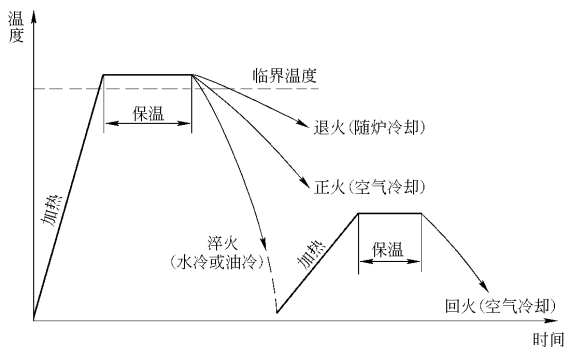 温度
临界温度
保温
退火(随炉冷却)
正火(空气冷却)
加热
淬火
(水冷或油冷)
加热
保温
回火(空气冷却)
时间